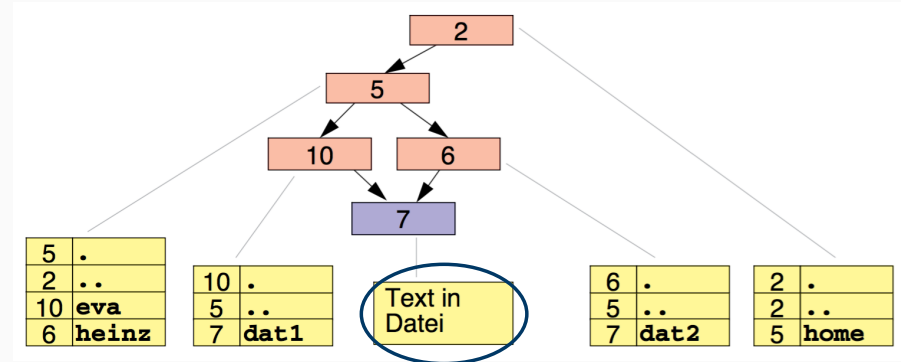 2
5
10
6
7
5 .
2 ..
10 eva
6 heinz
10 .
5 ..
7 dat1
Text in
Datei
6 .
5 ..
7 dat2
2 .
2 ..
5 home